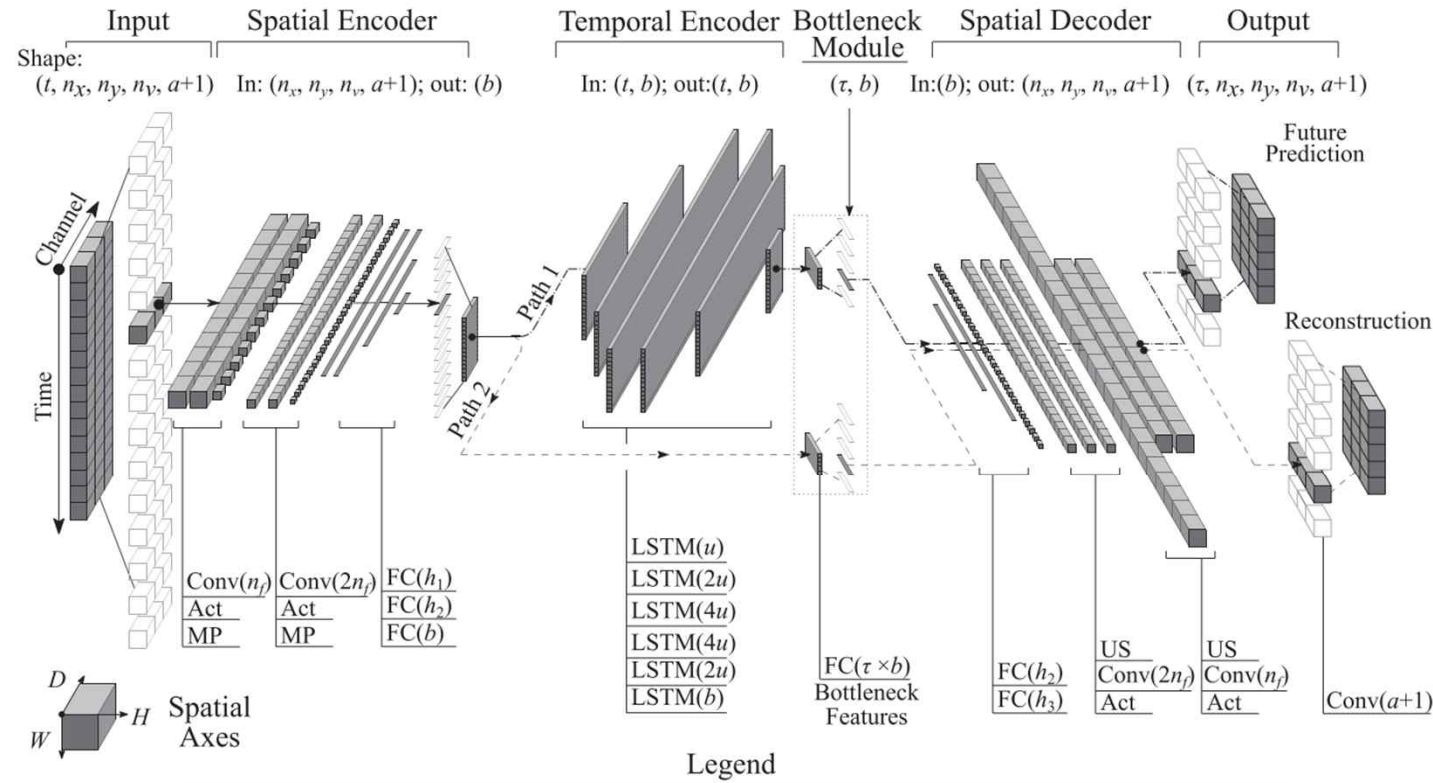 Input
Spatial Encoder
Temporal Encoder
Bottleneck
Module
Spatial Decoder
Output
Shape:
(t, nx, ny, nv, a+1)
In: (nx, ny, nv, a+1); out: (b)
In: (t, b); out:(t, b)
(τ, b)
In:(b); out: (nx, ny, nv, a+1)
(τ, nx, ny, nv, a+1)
Future
Prediction
Channel
Time
Path 1
Path 2
Reconstruction
Conv(nf)
Act
MP
Conv(2nf)
Act
MP
FC(h1)
FC(h2)
FC(b)
LSTM(u)
LSTM(2u)
LSTM(4u)
LSTM(4u)
LSTM(2u)
LSTM(b)
FC(τ ×b)
Bottleneck
Features
FC(h2)
FC(h3)
US
Conv(2nf)
Act
US
Conv(nf)
Act
Conv(a+1)
D
H
W
Spatial
Axes
Legend